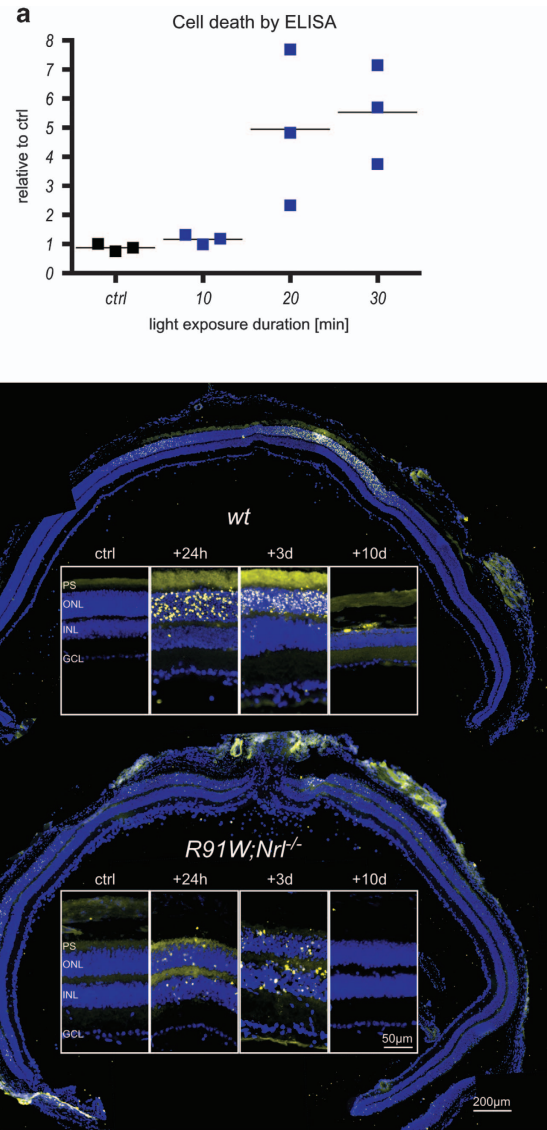 a
Cell death by ELISA
8
7
6
5
4
3
2
1
0
relative to ctrl
ctrl 10 20 30
light exposure duration [min]
wt
ctrl +24h +3d +10d
PS
ONL
INL
GCL
R91W;Nrl-/-
ctrl +24h +3d +10d
PS
ONL
INL
GCL
50µm
200µm